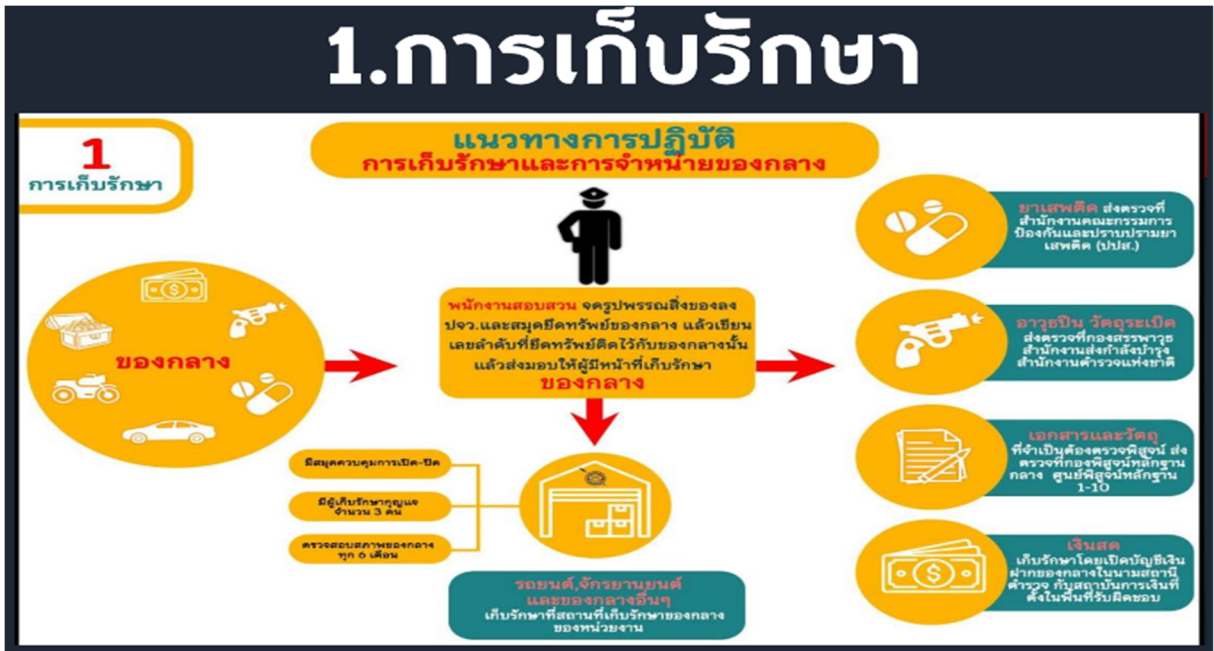 1.การเก็บรักษา
1
การเก็บรักษา
แนวทางการปฏิบัติ
การเก็บรักษาและการจำหน่ายของกลาง
ของกลาง
พนักงานสอบสวน จดรูปพรรณสิ่งของลง
ปจว.และสมุดยึดทรัพย์ของกลาง แล้วเขียน
เลขลำดับที่ยึดทรัพย์ติดไว้กับของกลางนั้น
แล้วส่งมอบให้ผู้มีหน้าที่เก็บรักษา
ของกลาง
มีสมุดควบคุมการเปิด-ปิด
มีผู้เก็บรักษากุญแจ
จำนวน 3 คน
ตรวจสอบสภาพของกลาง
ทุก 6 เดือน
รถยนต์,จักรยานยนต์
และของกลางอื่นๆ
เก็บรักษาที่สถานที่เก็บรักษาของกลาง
ของหน่วยงาน
ยาเสพติด ส่งตรวจที่
สำนักงานคณะกรรมการ
ป้องกันและปราบปรามยา
เสพติด (ปปส.)
อาวุธปืน วัตถุระเบิด
ส่งตรวจที่กองสรรพาวุธ
สำนักงานส่งกำลังบำรุง
สำนักงานตำรวจแห่งชาติ
เอกสารและวัตถุ
ที่จำเป็นต้องตรวจพิสูจน์ ส่ง
ตรวจที่กองพิสูจน์หลักฐาน
กลาง ศูนย์พิสูจน์หลักฐาน
1-10
เงินสด
เก็บรักษาโดยเปิดบัญชีเงิน
ฝากของกลางในนามสถานี
ตำรวจ กับสถาบันการเงินที่
ตั้งในพื้นที่รับผิดชอบ